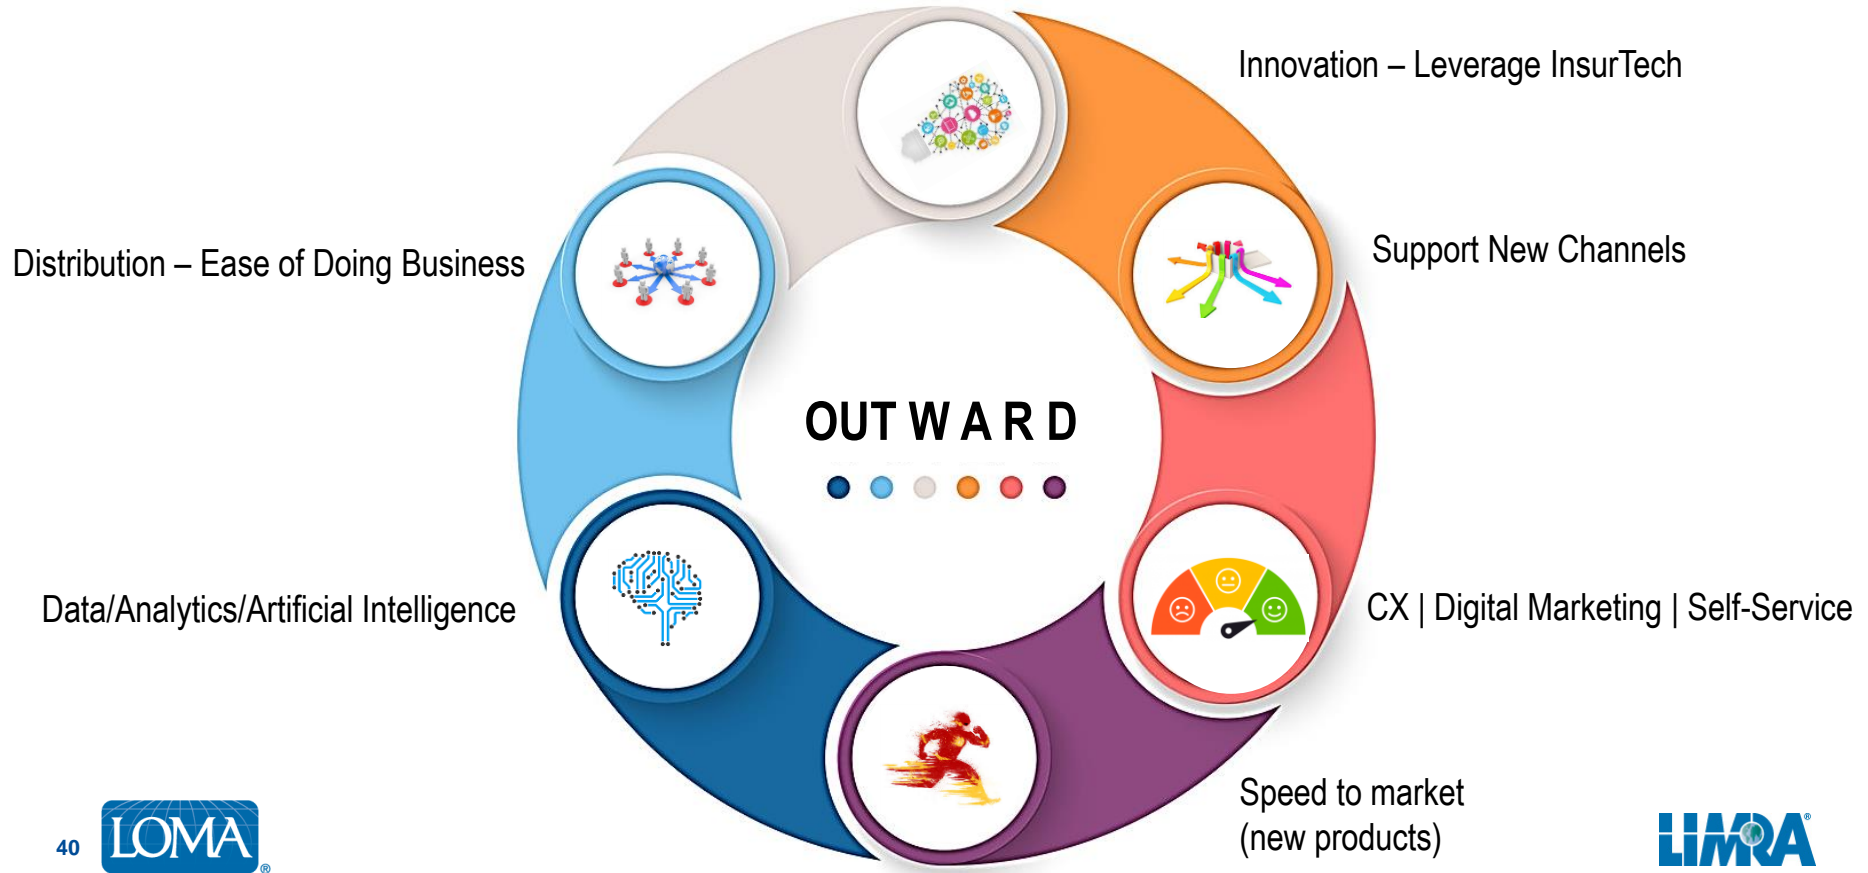 Innovation – Leverage InsurTech
Distribution – Ease of Doing Business
Support New Channels
OUTWARD
Data/Analytics/Artificial Intelligence
CX | Digital Marketing | Self-Service
Speed to market
(new products)
40
LOMA®
LIMRA®